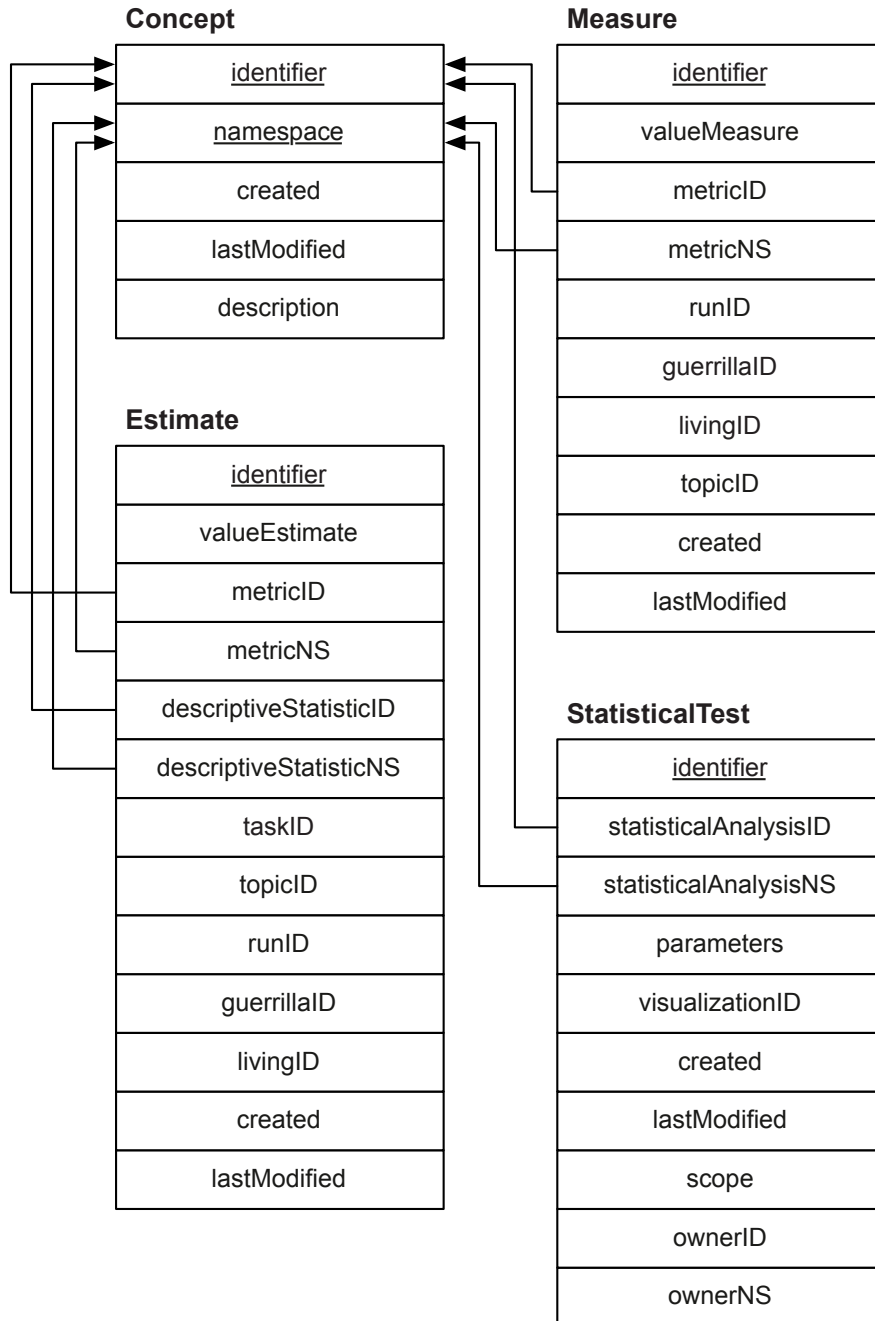 Concept
identifier
namespace
created
lastModified
description
Estimate
identifier
valueEstimate
metricID
metricNS
descriptiveStatisticID
descriptiveStatisticNS
taskID
topicID
runID
guerrillaID
livingID
created
lastModified
Measure
identifier
valueMeasure
metricID
metricNS
runID
guerrillaID
livingID
topicID
created
lastModified
StatisticalTest
identifier
statisticalAnalysisID
statisticalAnalysisNS
parameters
visualizationID
created
lastModified
scope
ownerID
ownerNS